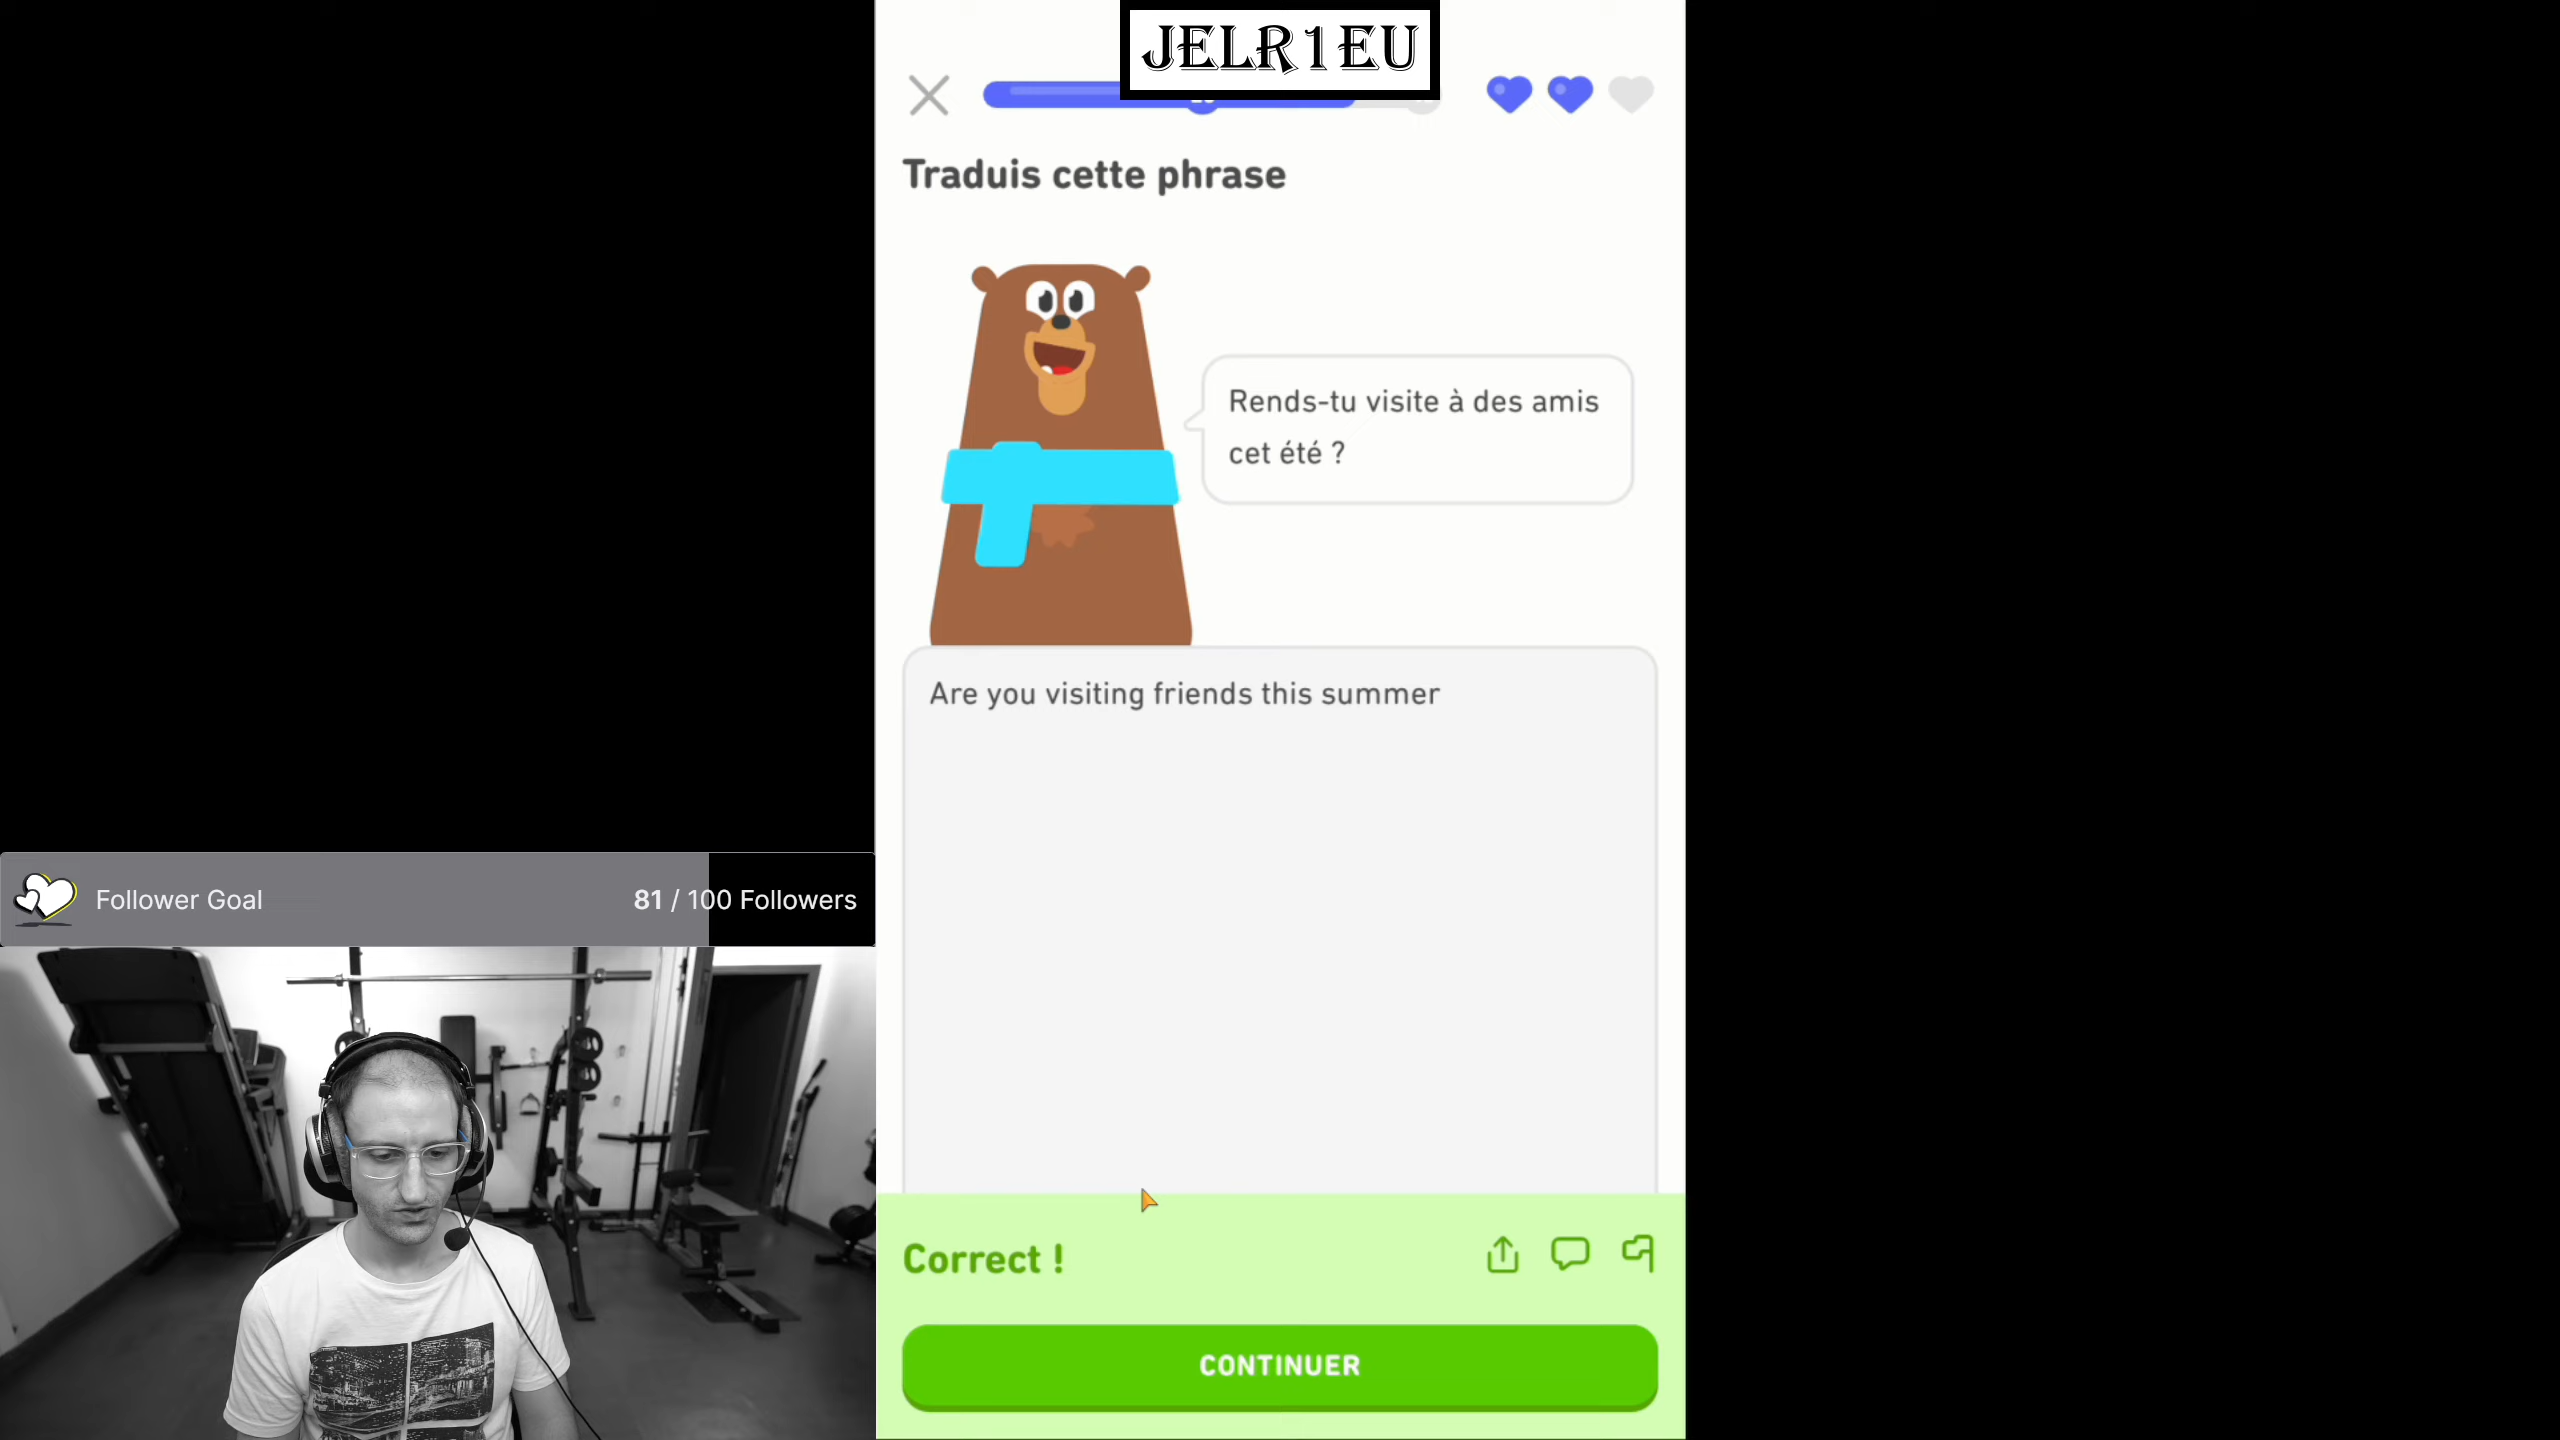 JELR1EU
Traduis cette phrase
Rends-tu visite à des amis
cet été ?
Are you visiting friends this summer
Follower Goal
81 / 100 Followers
Correct !
CONTINUER